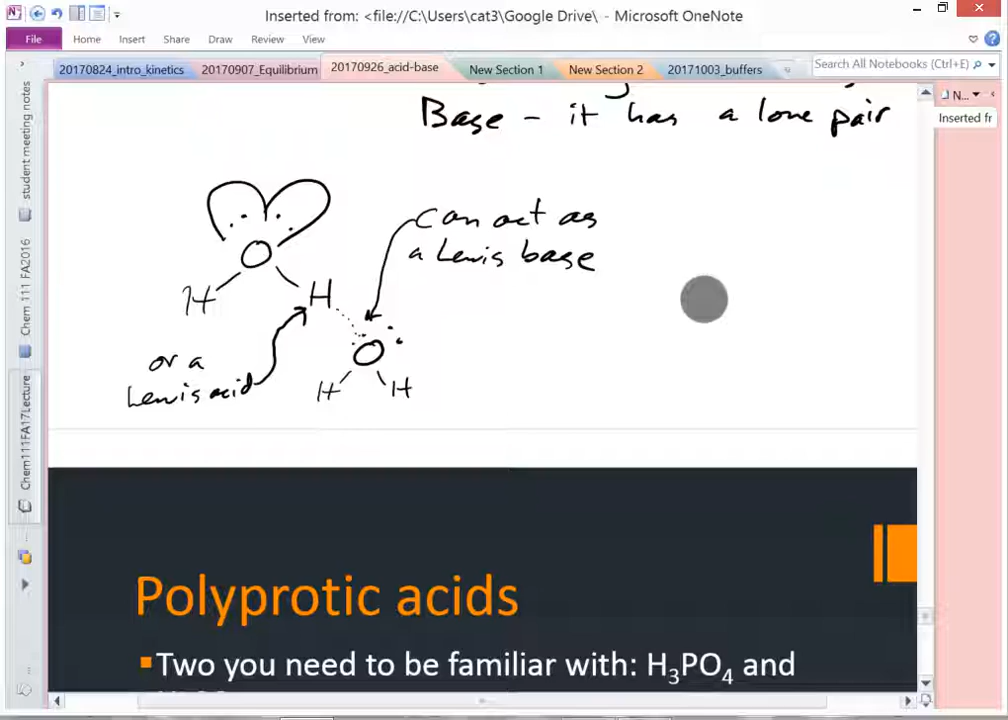 Inserted from: <file://C:\Users\cat3\Google Drive\ - Microsoft OneNote
File Home Insert Share Draw Review View
20170824_intro_kinetics 20170907_Equilibrium 20170926_acid-base New Section 1 New Section 2 20171003_buffers Search All Notebooks (Ctrl+E)
N...
Inserted fr
student meeting notes
Chem 111 FA2016
Chem111FA17Lecture
Base - it has a lone pair
can act as
a Lewis base
O
H H
or a
Lewis acid
O
H H
Polyprotic acids
Two you need to be familiar with: H₃PO₄ and